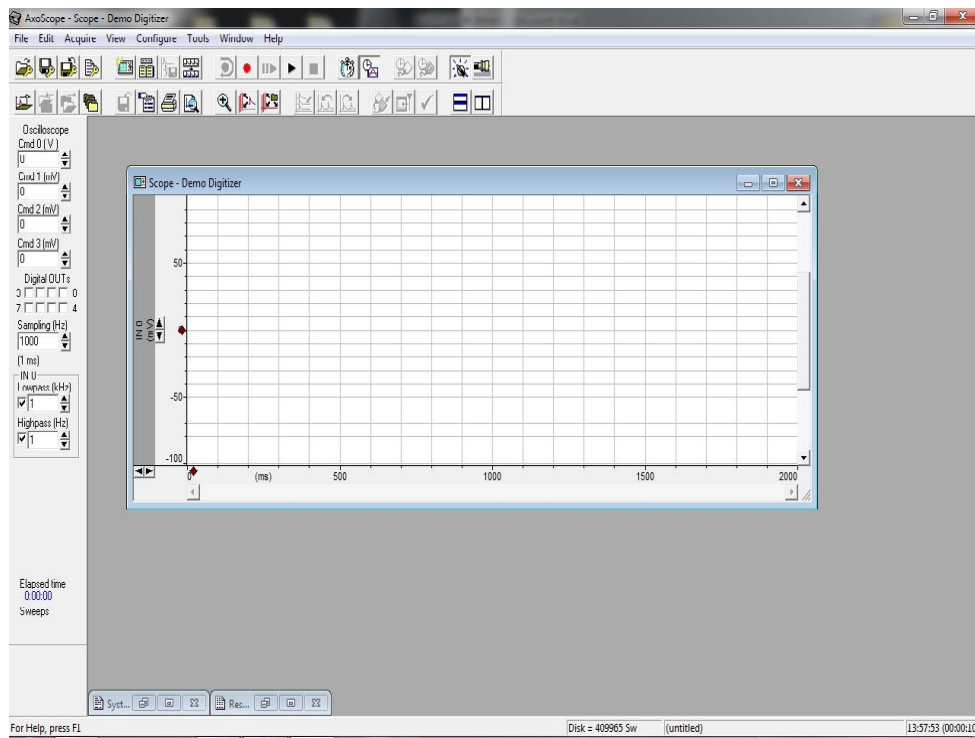 AxoScope - Scope - Demo Digitizer
File Edit Acquire View Configure Tools Window Help
Oscilloscope
Cmd 0 ( V )
0
Cmd 1 (mV)
0
Cmd 2 (mV)
0
Cmd 3 (mV)
0
Digital OUTs
3 0
7 4
Sampling (Hz)
1000
(1 ms)
IN 0
Lowpass (kHz)
1
Highpass (Hz)
1
Elapsed time
0:00:00
Sweeps
Scope - Demo Digitizer
IN 0
(mV)
50
-50
-100
0 (ms) 500 1000 1500 2000
Syst... Res...
For Help, press F1 Disk = 409965 Sw (untitled) 13:57:53 (00:00:10